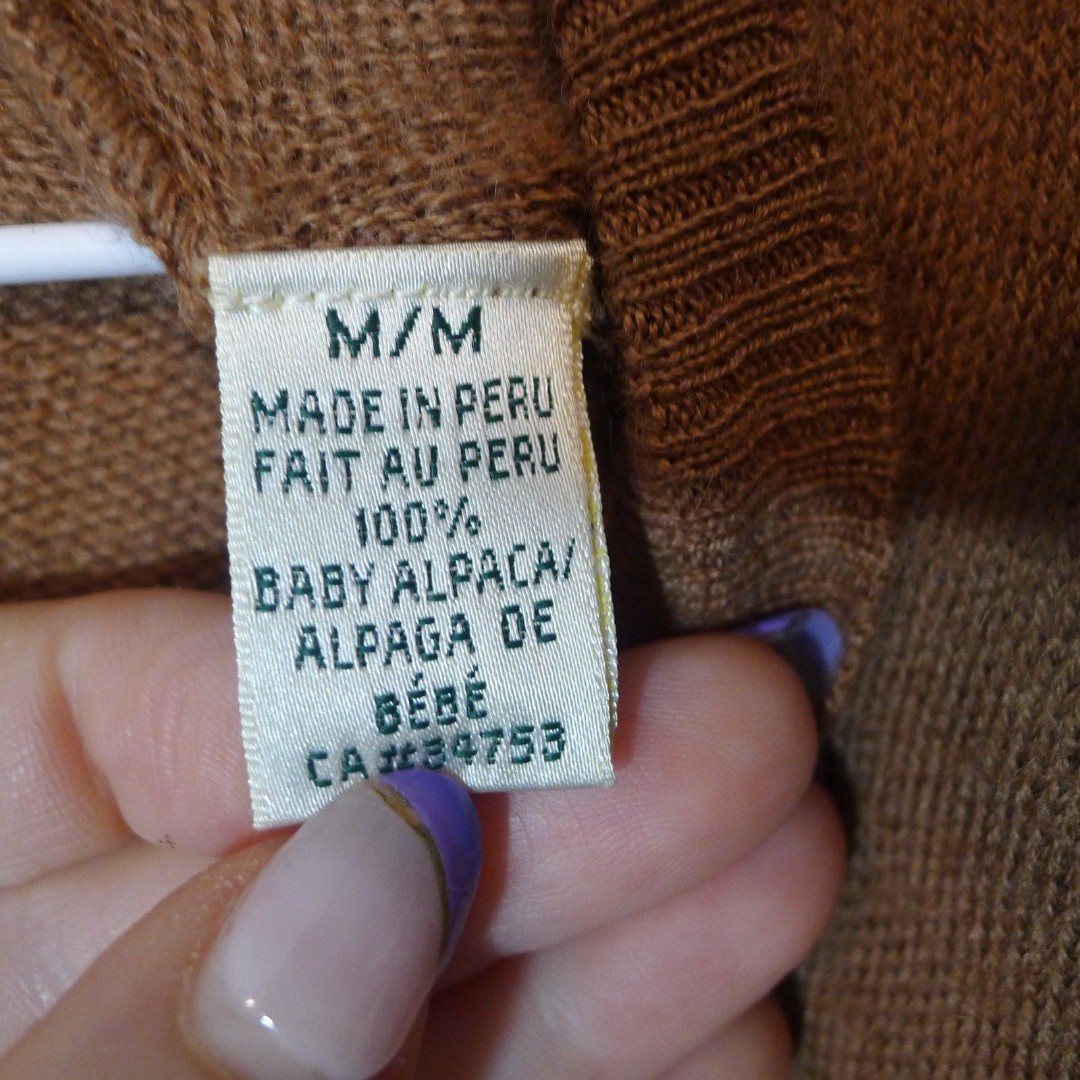 M/M
MADE IN PERU
FAIT AU PERU
100%
BABY ALPACA/
ALPAGA DE
BÉBÉ
CA#34753